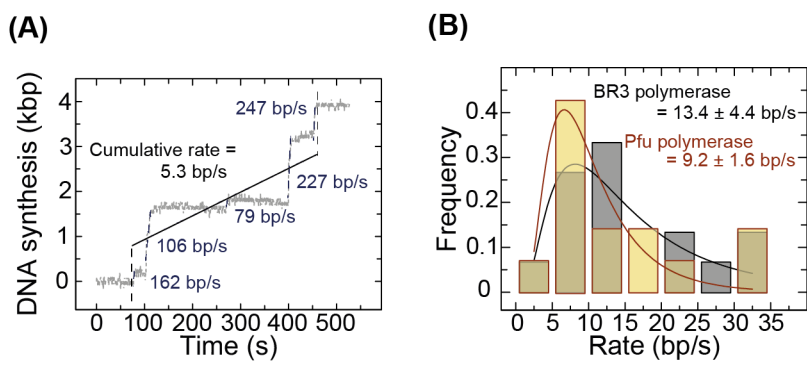 (A)
DNA synthesis (kbp)
4
3
2
1
0
247 bp/s
Cumulative rate =
5.3 bp/s
227 bp/s
79 bp/s
106 bp/s
162 bp/s
0 100 200 300 400 500
Time (s)
(B)
Frequency
0.4
0.3
0.2
0.1
0
BR3 polymerase
= 13.4 ± 4.4 bp/s
Pfu polymerase
= 9.2 ± 1.6 bp/s
0 5 10 15 20 25 30 35
Rate (bp/s)